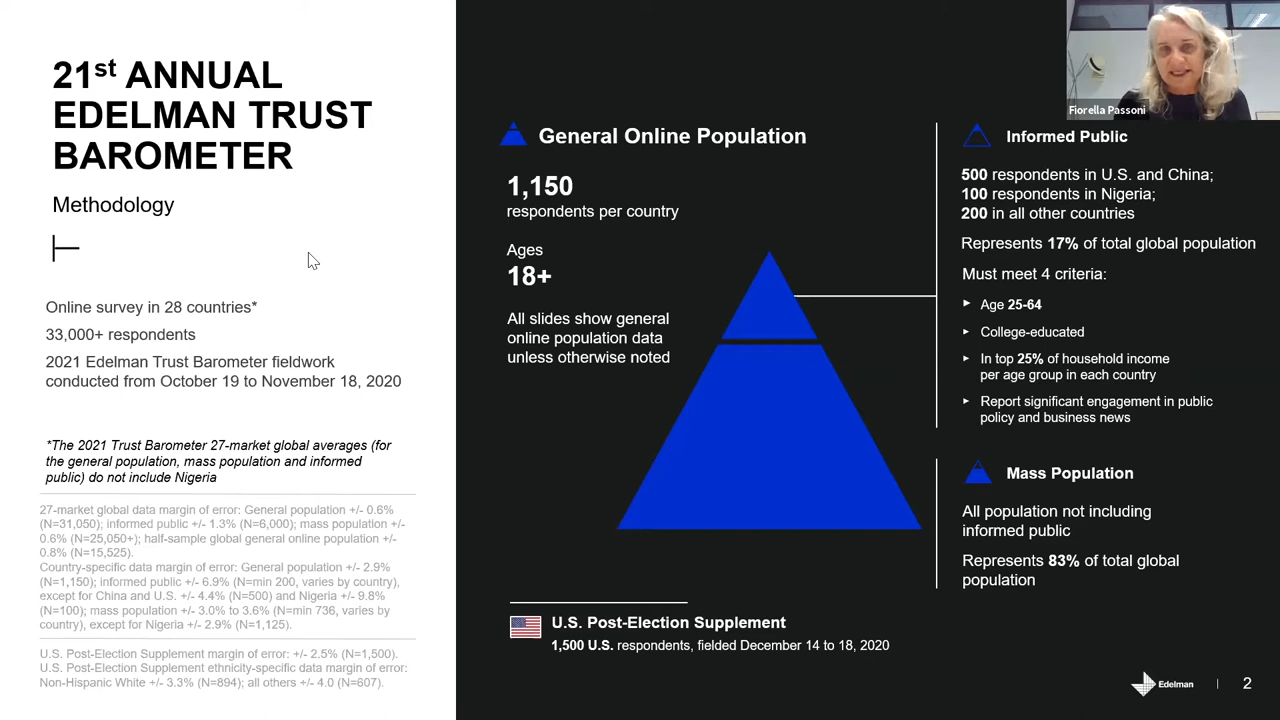 21st ANNUAL
EDELMAN TRUST
BAROMETER
Methodology
Online survey in 28 countries*
33,000+ respondents
2021 Edelman Trust Barometer fieldwork
conducted from October 19 to November 18, 2020
*The 2021 Trust Barometer 27-market global averages (for
the general population, mass population and informed
public) do not include Nigeria
27-market global data margin of error: General population +/- 0.6%
(N=31,050); informed public +/- 1.3% (N=6,000); mass population +/-
0.6% (N=25,050+); half-sample global general online population +/-
0.8% (N=15,525).
Country-specific data margin of error: General population +/- 2.9%
(N=1,150); informed public +/- 6.9% (N=min 200, varies by country),
except for China and U.S. +/- 4.4% (N=500) and Nigeria +/- 9.8%
(N=100); mass population +/- 3.0% to 3.6% (N=min 736, varies by
country), except for Nigeria +/- 2.9% (N=1,125).
U.S. Post-Election Supplement margin of error: +/- 2.5% (N=1,500).
U.S. Post-Election Supplement ethnicity-specific data margin of error:
Non-Hispanic White +/- 3.3% (N=894); all others +/- 4.0 (N=607).
General Online Population
1,150
respondents per country
Ages
18+
All slides show general
online population data
unless otherwise noted
U.S. Post-Election Supplement
1,500 U.S. respondents, fielded December 14 to 18, 2020
Fiorella Passoni
Informed Public
500 respondents in U.S. and China;
100 respondents in Nigeria;
200 in all other countries
Represents 17% of total global population
Must meet 4 criteria:
Age 25-64
College-educated
In top 25% of household income
per age group in each country
Report significant engagement in public
policy and business news
Mass Population
All population not including
informed public
Represents 83% of total global
population
Edelman
2